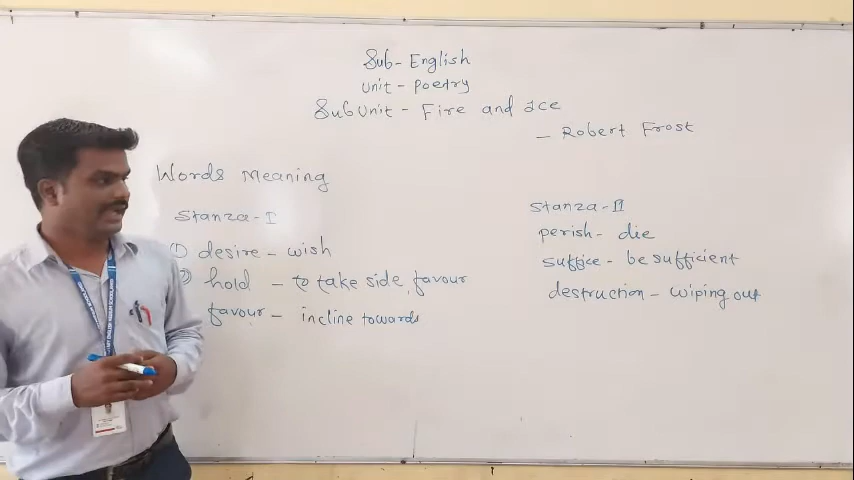 Sub- English
Unit - Poetry
Sub Unit - Fire and Ice
- Robert Frost
Words Meaning
Stanza-I
① desire - wish
② hold - to take side, favour
favour - incline towards
Stanza-II
perish - die
suffice - be sufficient
destruction - wiping out